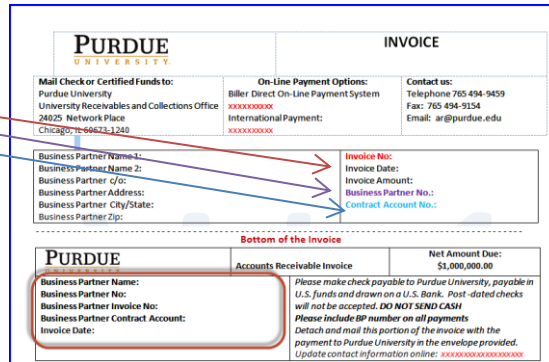 PURDUE
UNIVERSITY.
INVOICE
Mail Check or Certified Funds to:
Purdue University
University Receivables and Collections Office
24025 Network Place
Chicago, IL 60673-1240
On-Line Payment Options:
Biller Direct On-Line Payment System
xxxxxxxxxx
International Payment:
xxxxxxxxxx
Contact us:
Telephone 765 494-9459
Fax: 765 494-9154
Email: ar@purdue.edu
Business Partner Name 1:
Business Partner Name 2:
Business Partner c/o:
Business Partner Address:
Business Partner City/State:
Business Partner Zip:
Invoice No:
Invoice Date:
Invoice Amount:
Business Partner No.:
Contract Account No.:
Bottom of the Invoice
PURDUE
UNIVERSITY
Accounts Receivable Invoice
Net Amount Due:
$1,000,000.00
Business Partner Name:
Business Partner No:
Business Partner Invoice No:
Business Partner Contract Account:
Invoice Date:
Please make check payable to Purdue University, payable in
U.S. funds and drawn on a U.S. Bank. Post-dated checks
will not be accepted. DO NOT SEND CASH
Please include BP number on all payments
Detach and mail this portion of the invoice with the
payment to Purdue University in the envelope provided.
Update contact information online: xxxxxxxxxxxxxxxxxxx